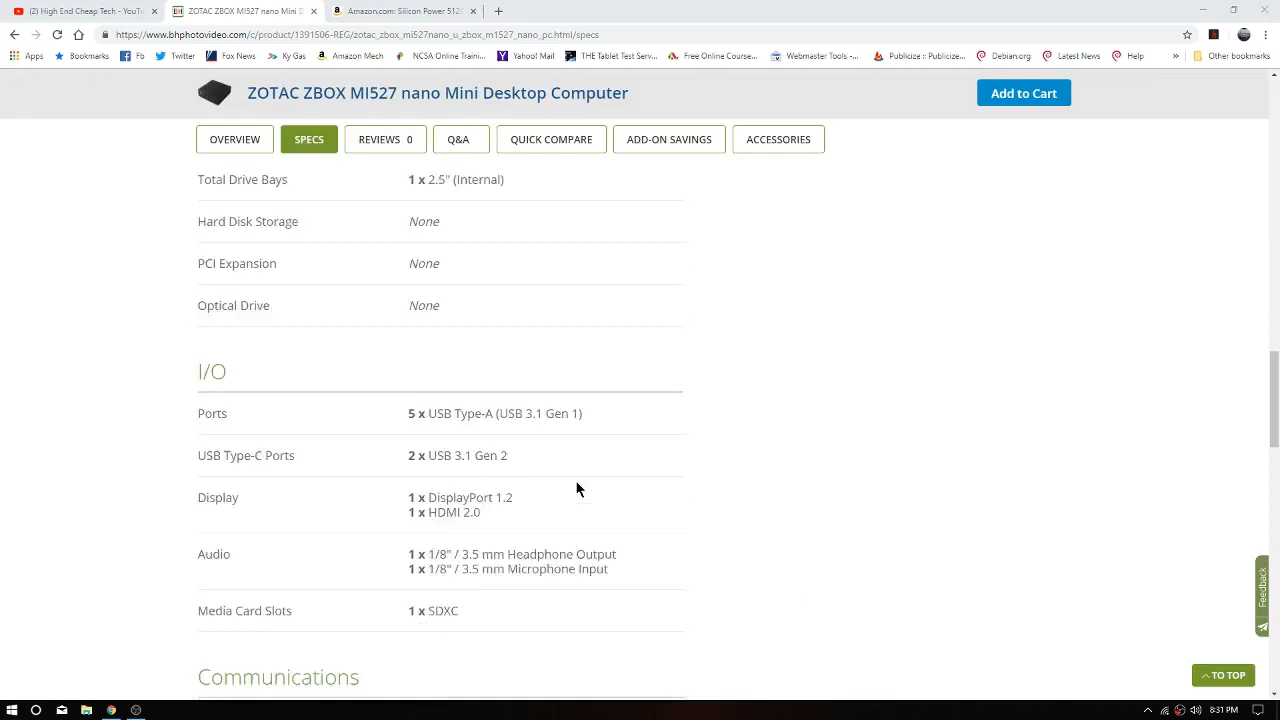 (2) High End Cheap Tech - YouTu
ZOTAC ZBOX MI527 nano Mini D
Amazon.com: Silicon Power 512
https://www.bhphotovideo.com/c/product/1391506-REG/zotac_zbox_mi527nano_u_zbox_m1527_nano_pc.html/specs
Apps Bookmarks Fb Twitter Fox News Ky Gas Amazon Mech NCSA Online Train... Yahoo! Mail THE Tablet Test Serv... Free Online Course... Webmaster Tools -... Publicize :: Publicize... Debian.org Latest News Help » Other bookmarks
ZOTAC ZBOX MI527 nano Mini Desktop Computer
Add to Cart
OVERVIEW SPECS REVIEWS 0 Q&A QUICK COMPARE ADD-ON SAVINGS ACCESSORIES
Total Drive Bays 1 x 2.5" (Internal)
Hard Disk Storage None
PCI Expansion None
Optical Drive None
I/O
Ports 5 x USB Type-A (USB 3.1 Gen 1)
USB Type-C Ports 2 x USB 3.1 Gen 2
Display 1 x DisplayPort 1.2
1 x HDMI 2.0
Audio 1 x 1/8" / 3.5 mm Headphone Output
1 x 1/8" / 3.5 mm Microphone Input
Media Card Slots 1 x SDXC
Communications
Feedback
TO TOP
8:31 PM